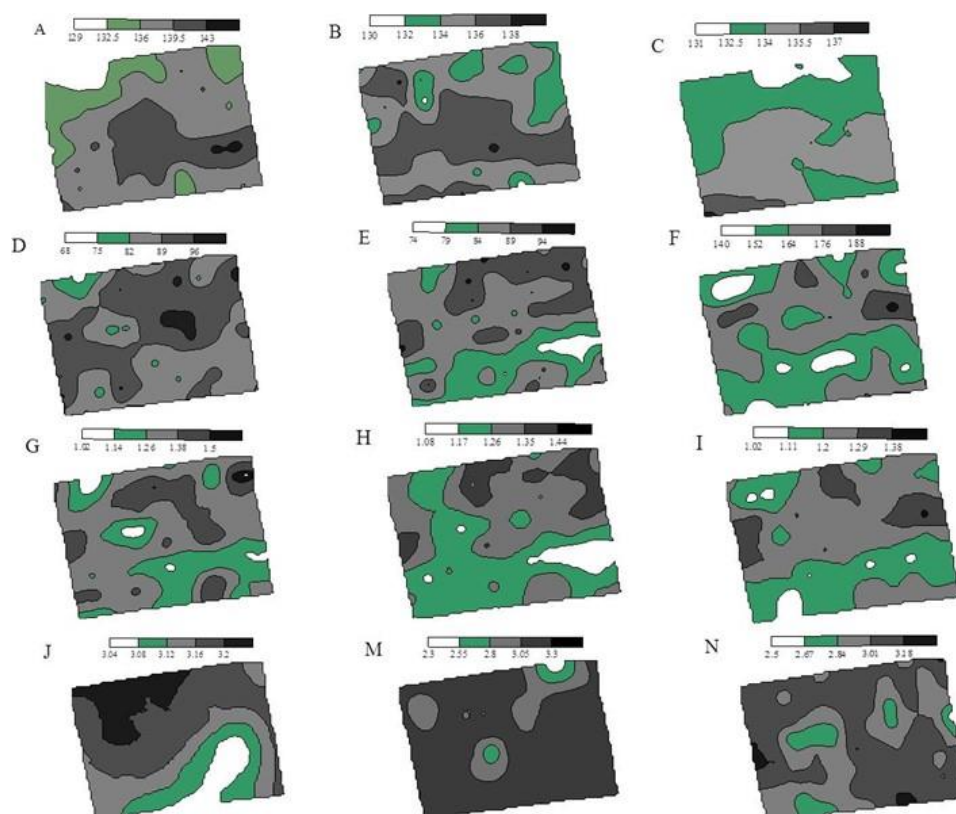 A
129 132.5 136 139.5 143
B
130 132 134 136 138
C
131 132.5 134 135.5 137
D
68 75 82 89 96
E
74 79 84 89 94
F
140 152 164 176 188
G
1.02 1.14 1.26 1.38 1.5
H
1.08 1.17 1.26 1.35 1.44
I
1.02 1.11 1.2 1.29 1.38
J
3.04 3.08 3.12 3.16 3.2
M
2.3 2.55 2.8 3.05 3.3
N
2.5 2.67 2.84 3.01 3.18